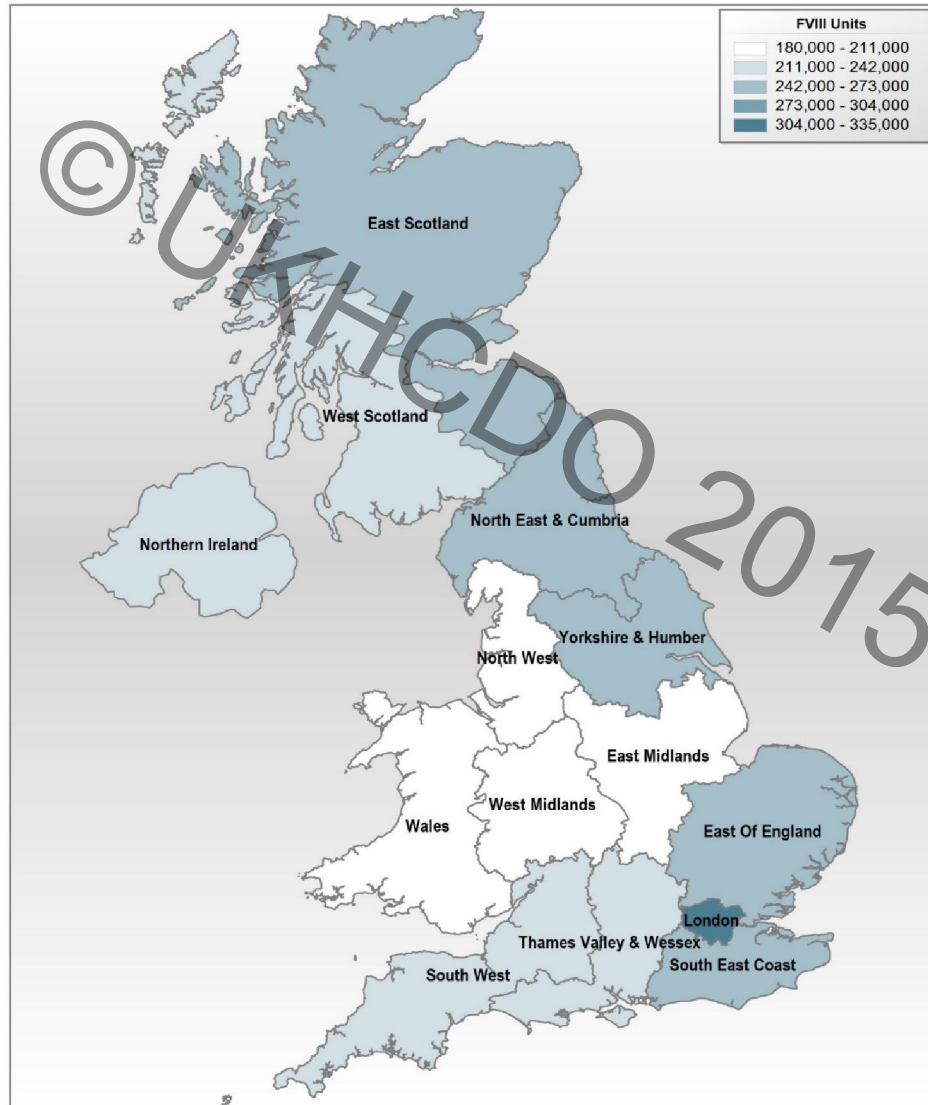 FVIII Units
180,000 - 211,000
211,000 - 242,000
242,000 - 273,000
273,000 - 304,000
304,000 - 335,000
© UKHCDO 2015
East Scotland
West Scotland
North East & Cumbria
Northern Ireland
Yorkshire & Humber
North West
East Midlands
West Midlands
Wales
East Of England
London
Thames Valley & Wessex
South East Coast
South West